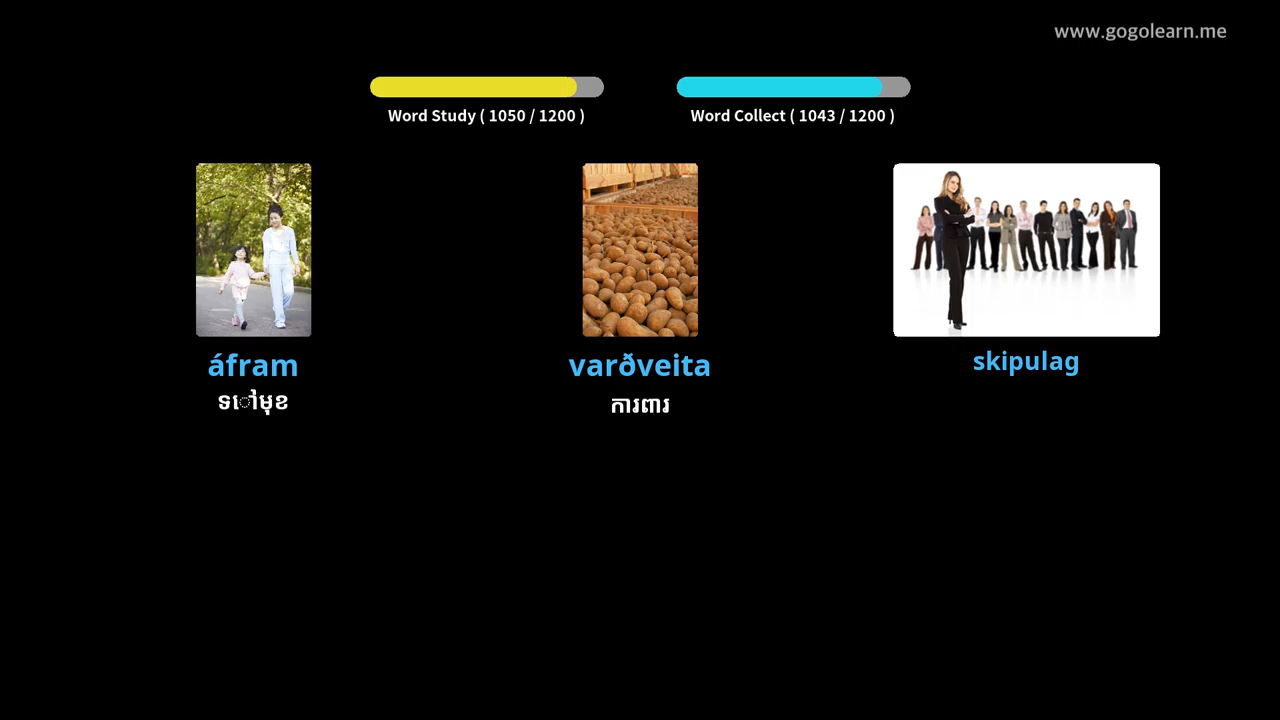 www.gogolearn.me
Word Study ( 1050 / 1200 )
Word Collect ( 1043 / 1200 )
áfram
varðveita
skipulag
ទៅមុខ
ការពារ